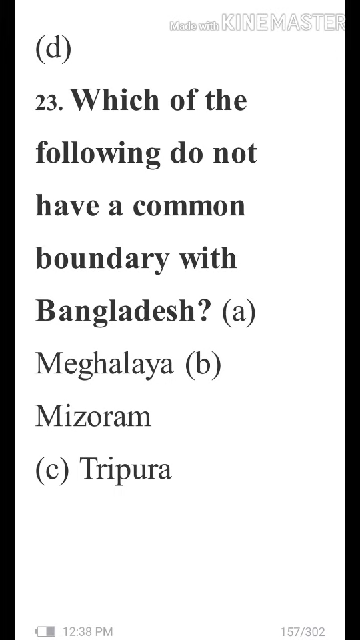 Made with KINEMASTER
(d)
23. Which of the
following do not
have a common
boundary with
Bangladesh? (a)
Meghalaya (b)
Mizoram
(c) Tripura
12:38 PM 157/302